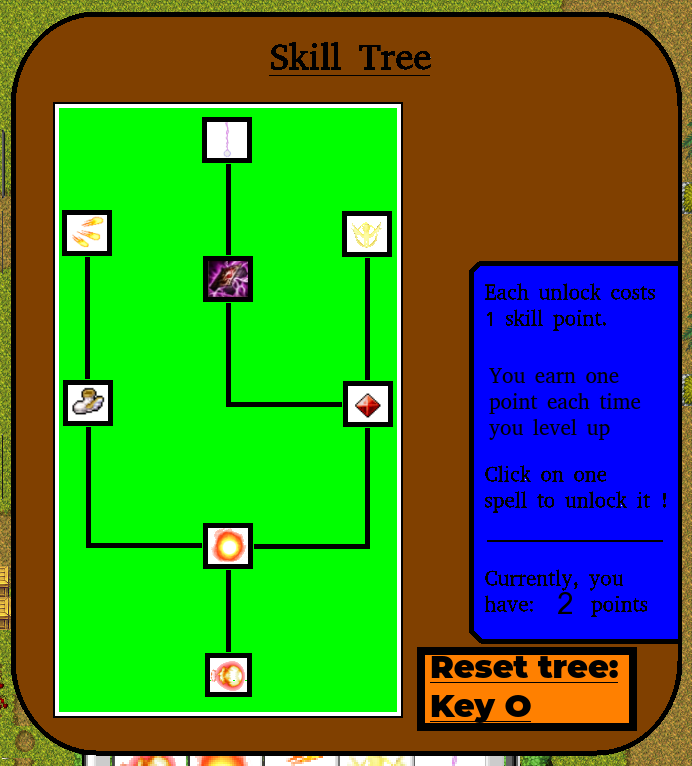 Skill Tree
Each unlock costs
1 skill point.
You earn one
point each time
you level up
Click on one
spell to unlock it !
Currently, you
have: 2 points
Reset tree:
Key O